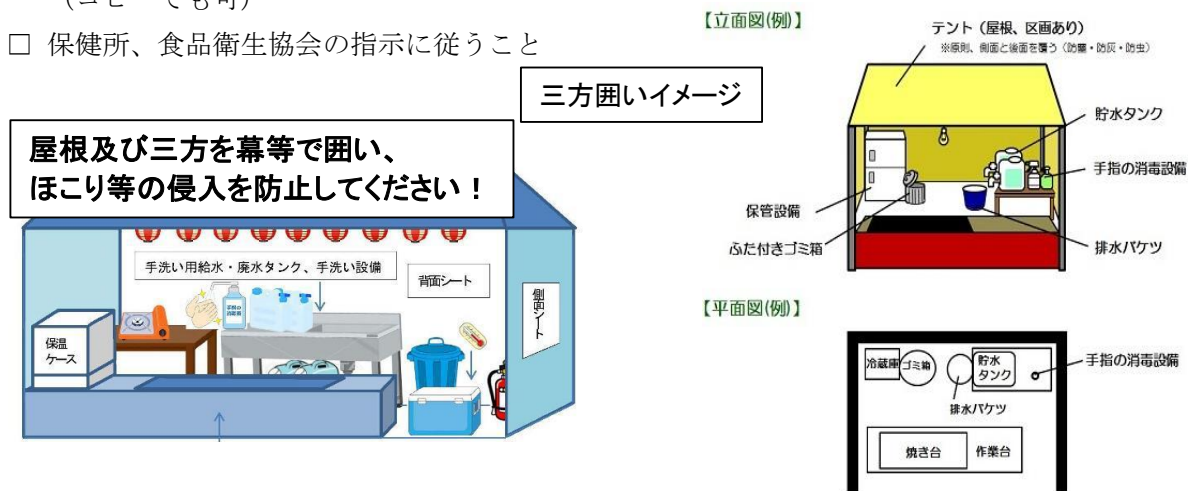 (コピーでも可)
□ 保健所、食品衛生協会の指示に従うこと
三方囲いイメージ
屋根及び三方を幕等で囲い、
ほこり等の侵入を防止してください!
手洗い用給水・廃水タンク、手洗い設備
背面シート
側面シート
保温
ケース
【立面図(例)】
テント(屋根、区画あり)
※原則、側面と後面を覆う(防塵・防灰・防虫)
貯水タンク
手指の消毒設備
保管設備
ふた付きゴミ箱
排水バケツ
【平面図(例)】
冷蔵庫
ゴミ箱
貯水
タンク
手指の消毒設備
排水バケツ
焼き台
作業台